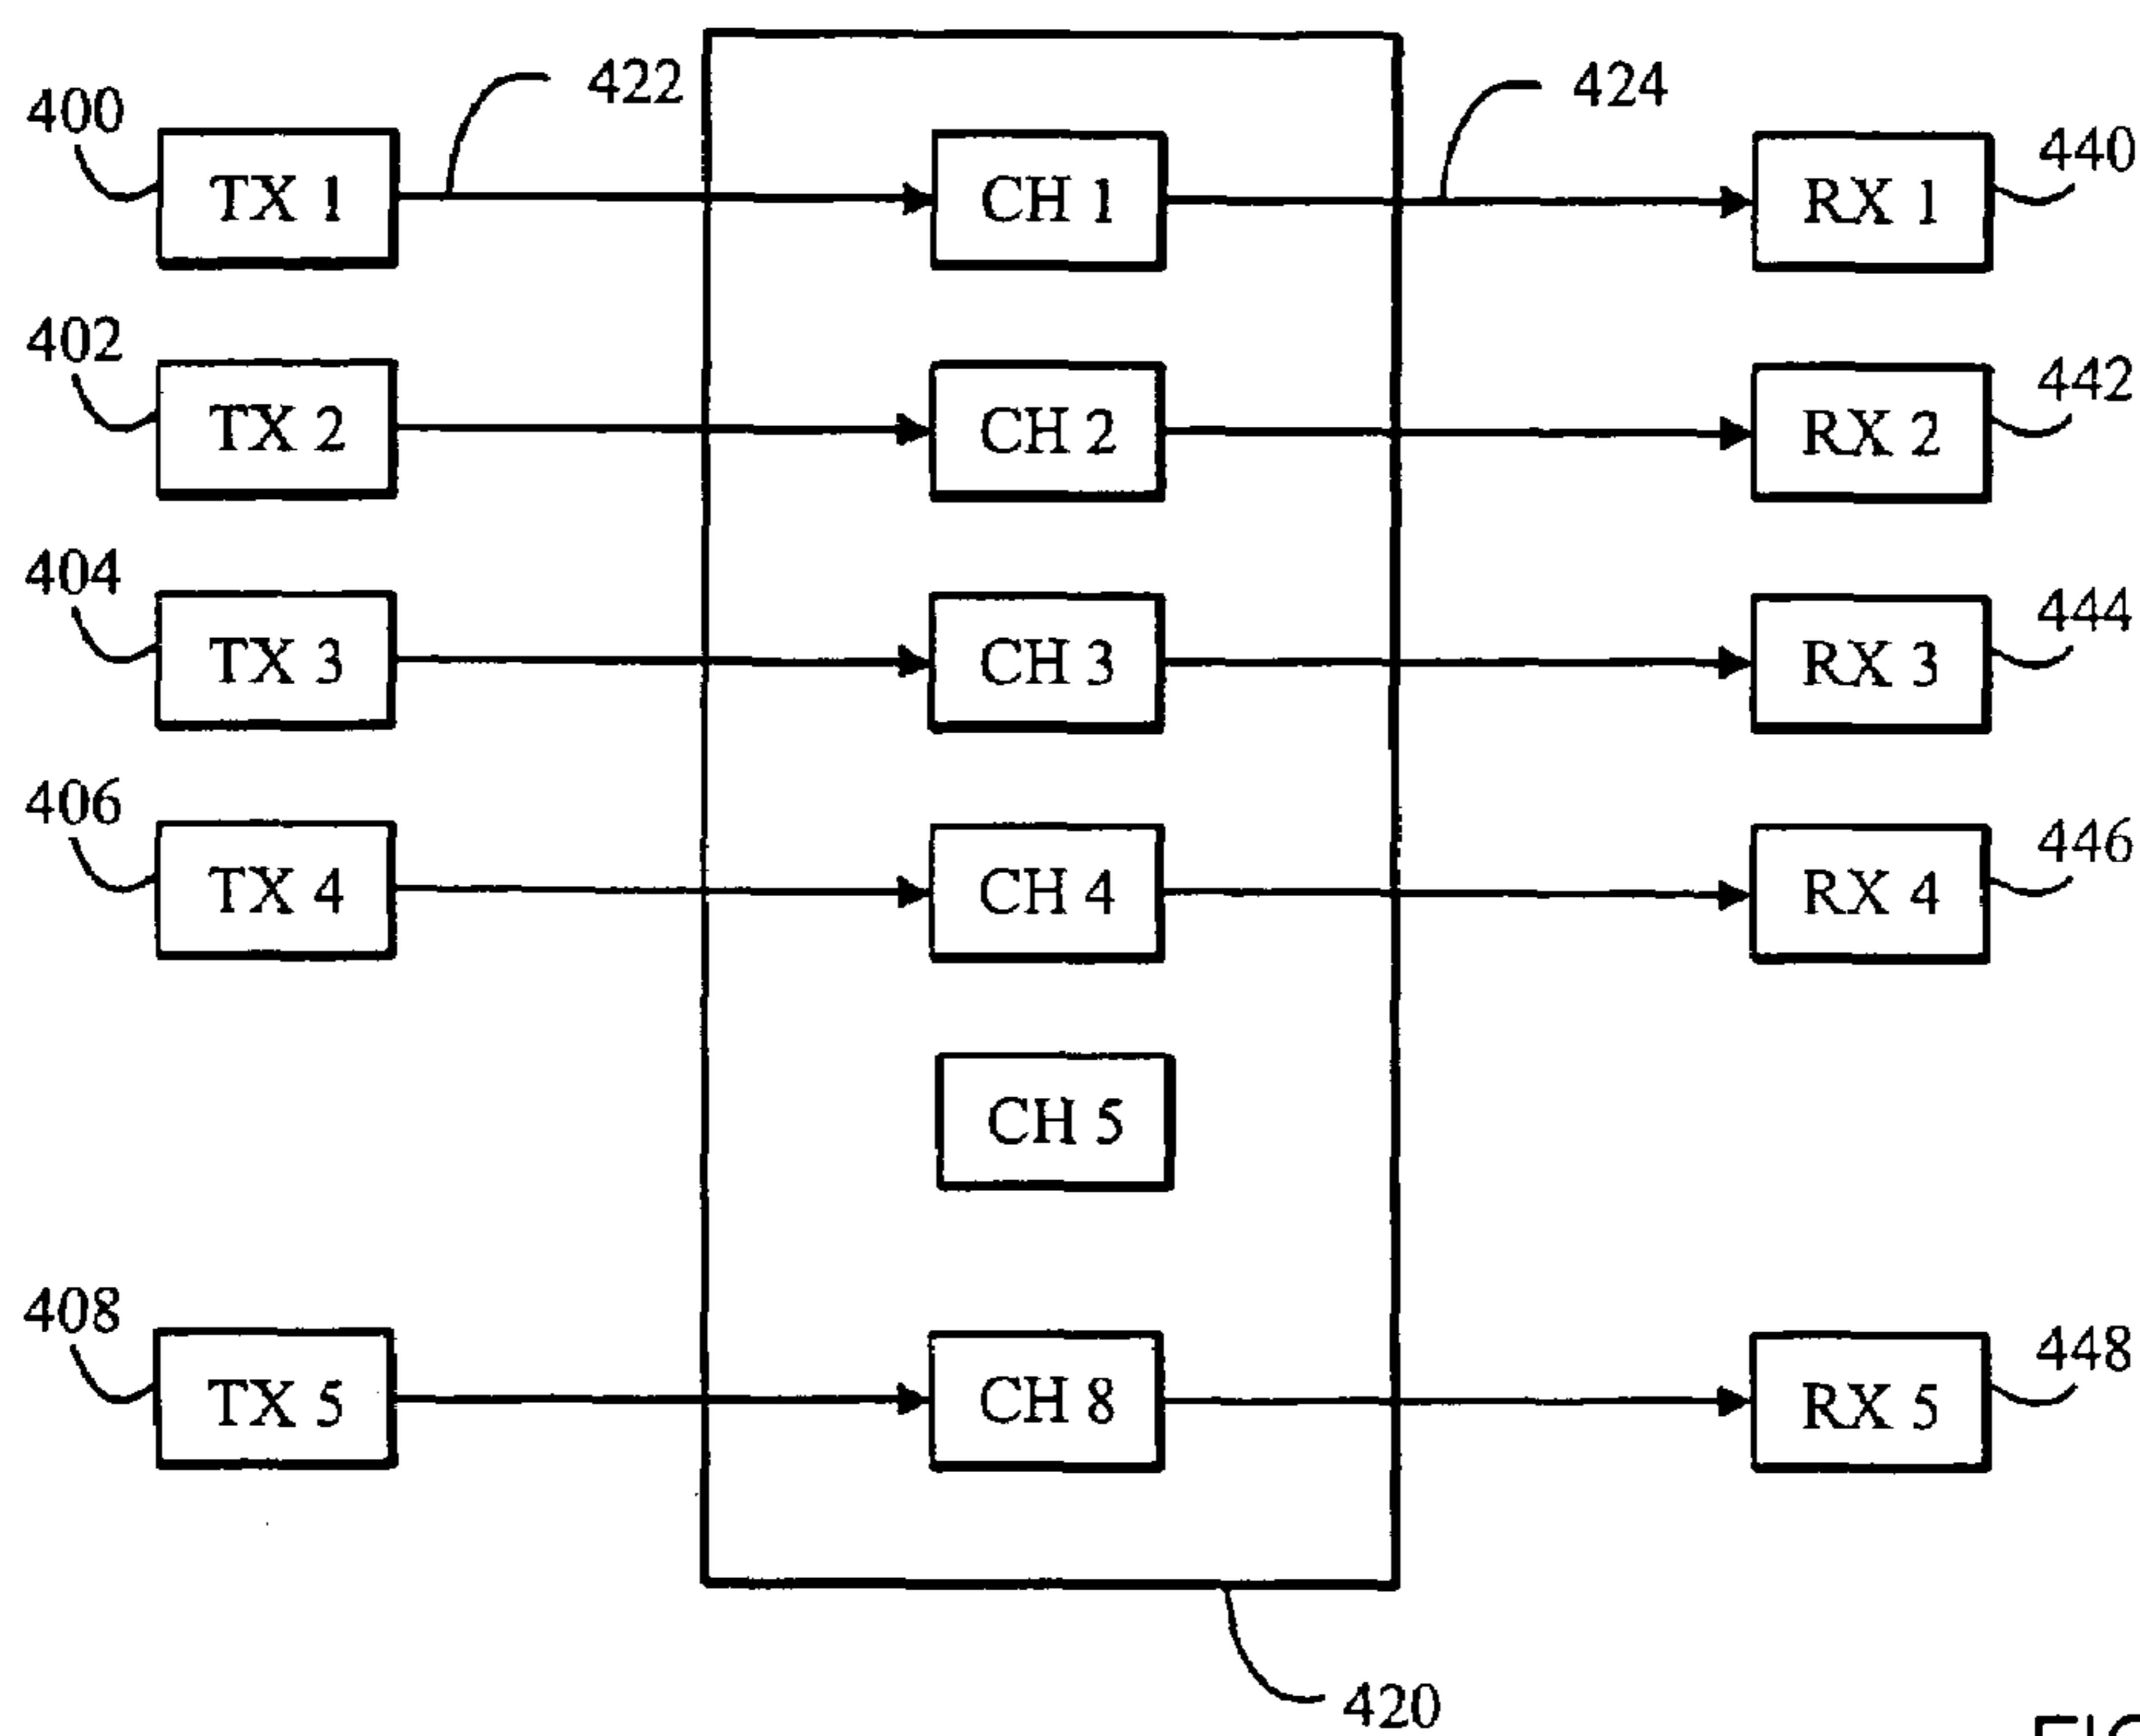 422
424
400
TX 1
CH 1
RX 1
440
402
TX 2
CH 2
RX 2
442
404
TX 3
CH 3
RX 3
444
406
TX 4
CH 4
RX 4
446
CH 5
408
TX 5
CH 8
RX 5
448
420